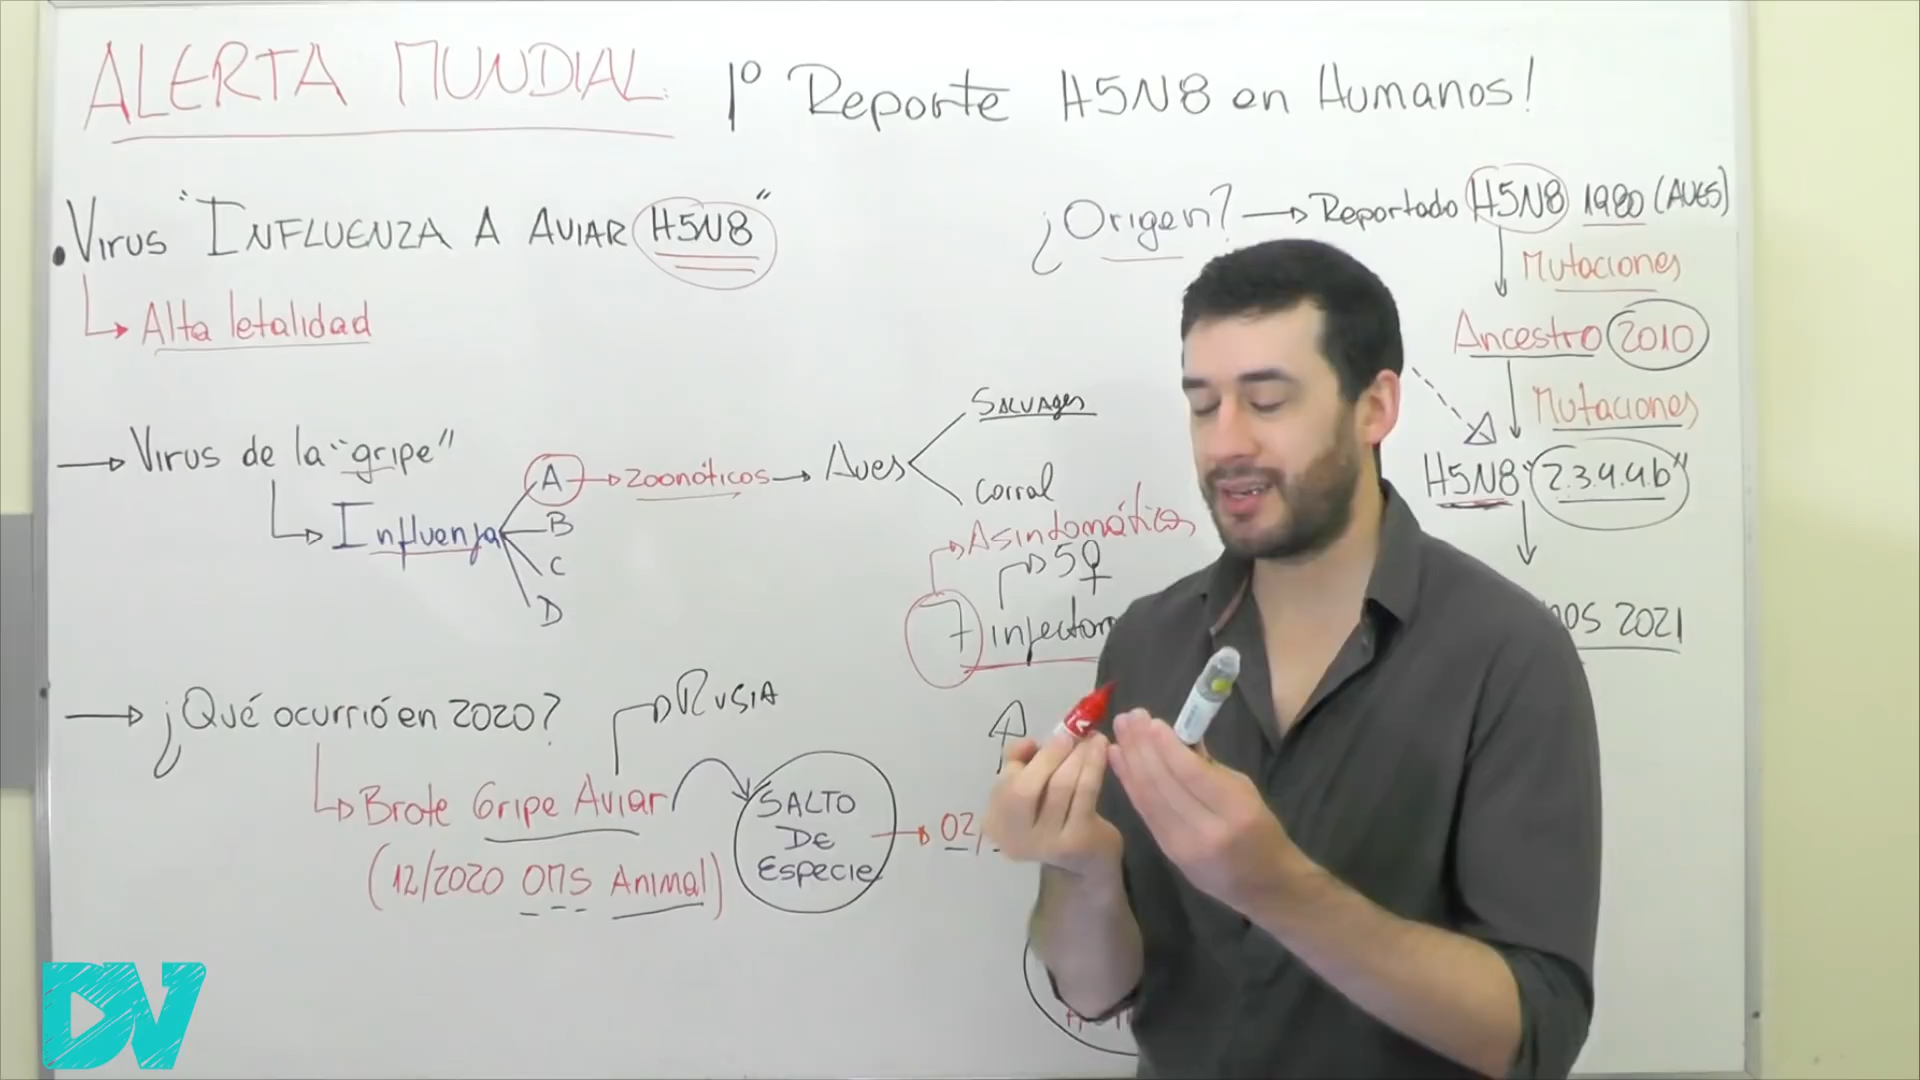 ALERTA MUNDIAL: 1º Reporte H5N8 en Humanos!
• Virus "INFLUENZA A AVIAR H5N8"
Alta letalidad
¿Origen? → Reportado H5N8 1980 (AVES)
Mutaciones
Ancestro 2010
Mutaciones
H5N8 "2.3.4.4.b"
2021
→ Virus de la "gripe"
Influenza
A → Zoonóticos → Aves
B
C
D
SALVAGES
corral
Asintomáticos
5♀
7
→ ¿Qué ocurrió en 2020?
RUSIA
Brote Gripe Aviar
(12/2020 OMS Animal)
SALTO
DE
ESPECIE
→ 02/
DN